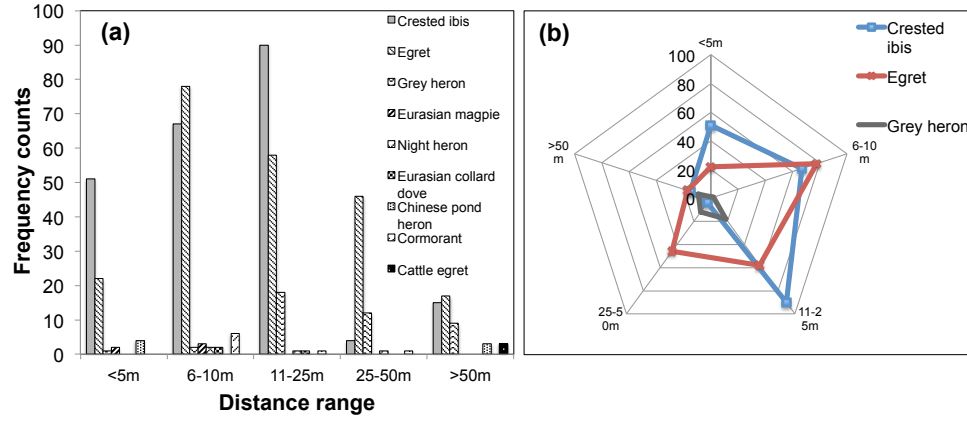 (a)
Frequency counts
100
90
80
70
60
50
40
30
20
10
0
<5m
6-10m
11-25m
25-50m
>50m
Distance range
Crested ibis
Egret
Grey heron
Eurasian magpie
Night heron
Eurasian collard
dove
Chinese pond
heron
Cormorant
Cattle egret
(b)
<5m
100
80
60
40
20
0
6-10
m
11-2
5m
25-5
0m
>50
m
Crested
ibis
Egret
Grey heron